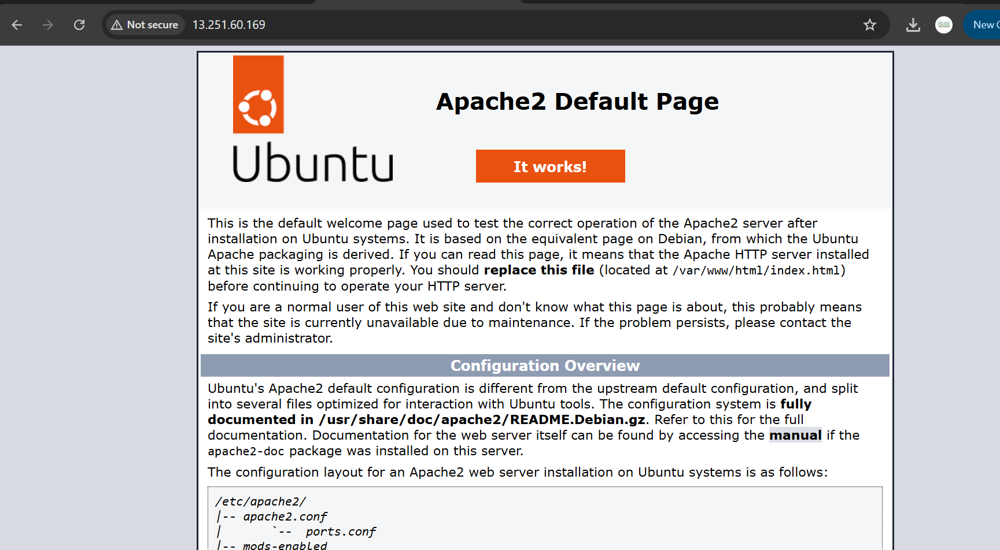 Not secure
13.251.60.169
New
Apache2 Default Page
Ubuntu
It works!
This is the default welcome page used to test the correct operation of the Apache2 server after
installation on Ubuntu systems. It is based on the equivalent page on Debian, from which the Ubuntu
Apache packaging is derived. If you can read this page, it means that the Apache HTTP server installed
at this site is working properly. You should replace this file (located at /var/www/html/index.html)
before continuing to operate your HTTP server.
If you are a normal user of this web site and don't know what this page is about, this probably means
that the site is currently unavailable due to maintenance. If the problem persists, please contact the
site's administrator.
Configuration Overview
Ubuntu's Apache2 default configuration is different from the upstream default configuration, and split
into several files optimized for interaction with Ubuntu tools. The configuration system is fully
documented in /usr/share/doc/apache2/README.Debian.gz. Refer to this for the full
documentation. Documentation for the web server itself can be found by accessing the manual if the
apache2-doc package was installed on this server.
The configuration layout for an Apache2 web server installation on Ubuntu systems is as follows:
/etc/apache2/
|-- apache2.conf
|       `--  ports.conf
|-- mods-enabled